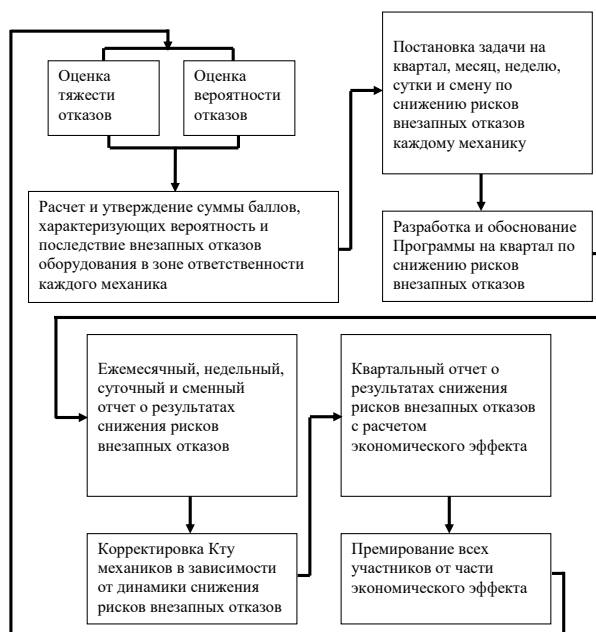 Оценка
тяжести
отказов
Оценка
вероятности
отказов
Расчет и утверждение суммы баллов,
характеризующих вероятность и
последствие внезапных отказов
оборудования в зоне ответственности
каждого механика
Постановка задачи на
квартал, месяц, неделю,
сутки и смену по
снижению рисков
внезапных отказов
каждому механику
Разработка и обоснование
Программы на квартал по
снижению рисков
внезапных отказов
Ежемесячный, недельный,
суточный и сменный
отчет о результатах
снижения рисков
внезапных отказов
Корректировка Кту
механиков в зависимости
от динамики снижения
рисков внезапных отказов
Квартальный отчет о
результатах снижения
рисков внезапных отказов
с расчетом
экономического эффекта
Премирование всех
участников от части
экономического эффекта